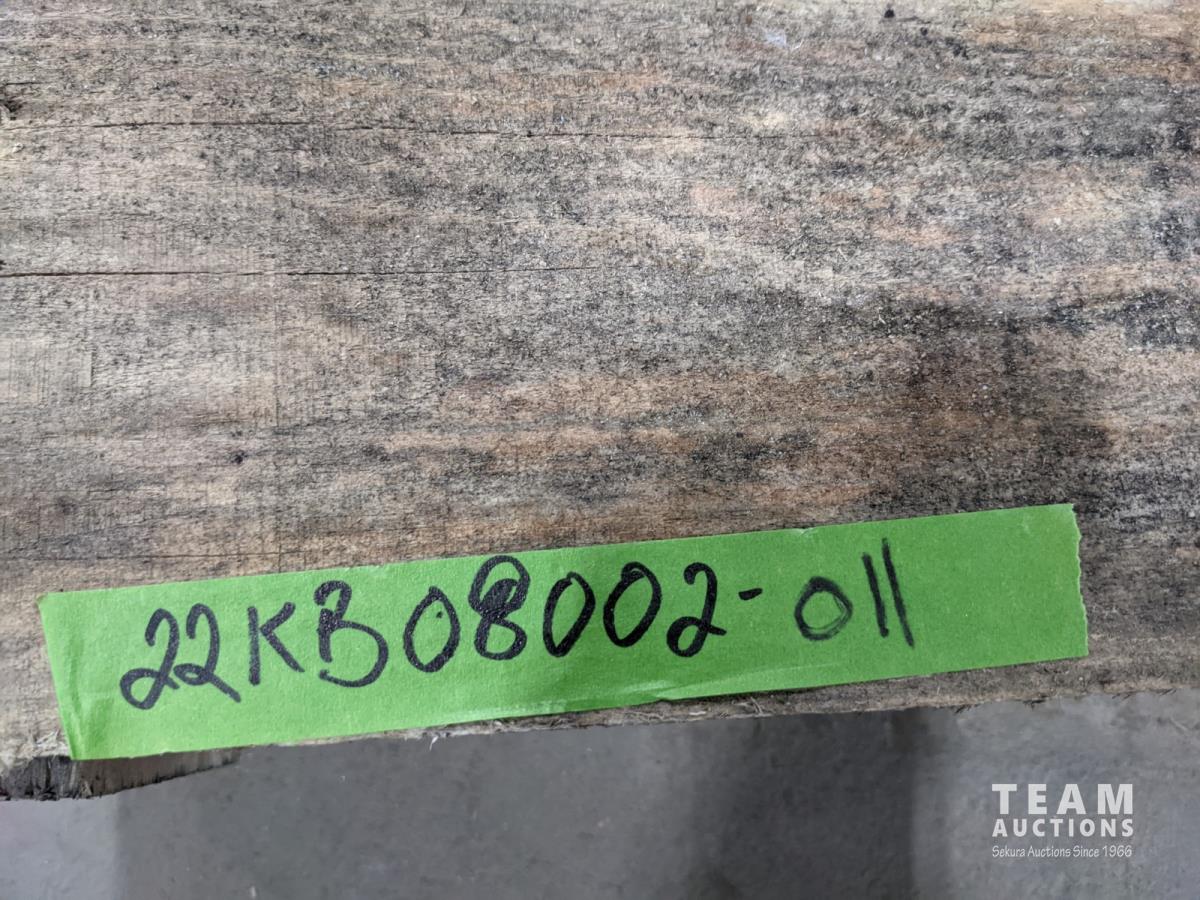 22KB08002-011
TEAM
AUCTIONS
Sekura Auctions Since 1966